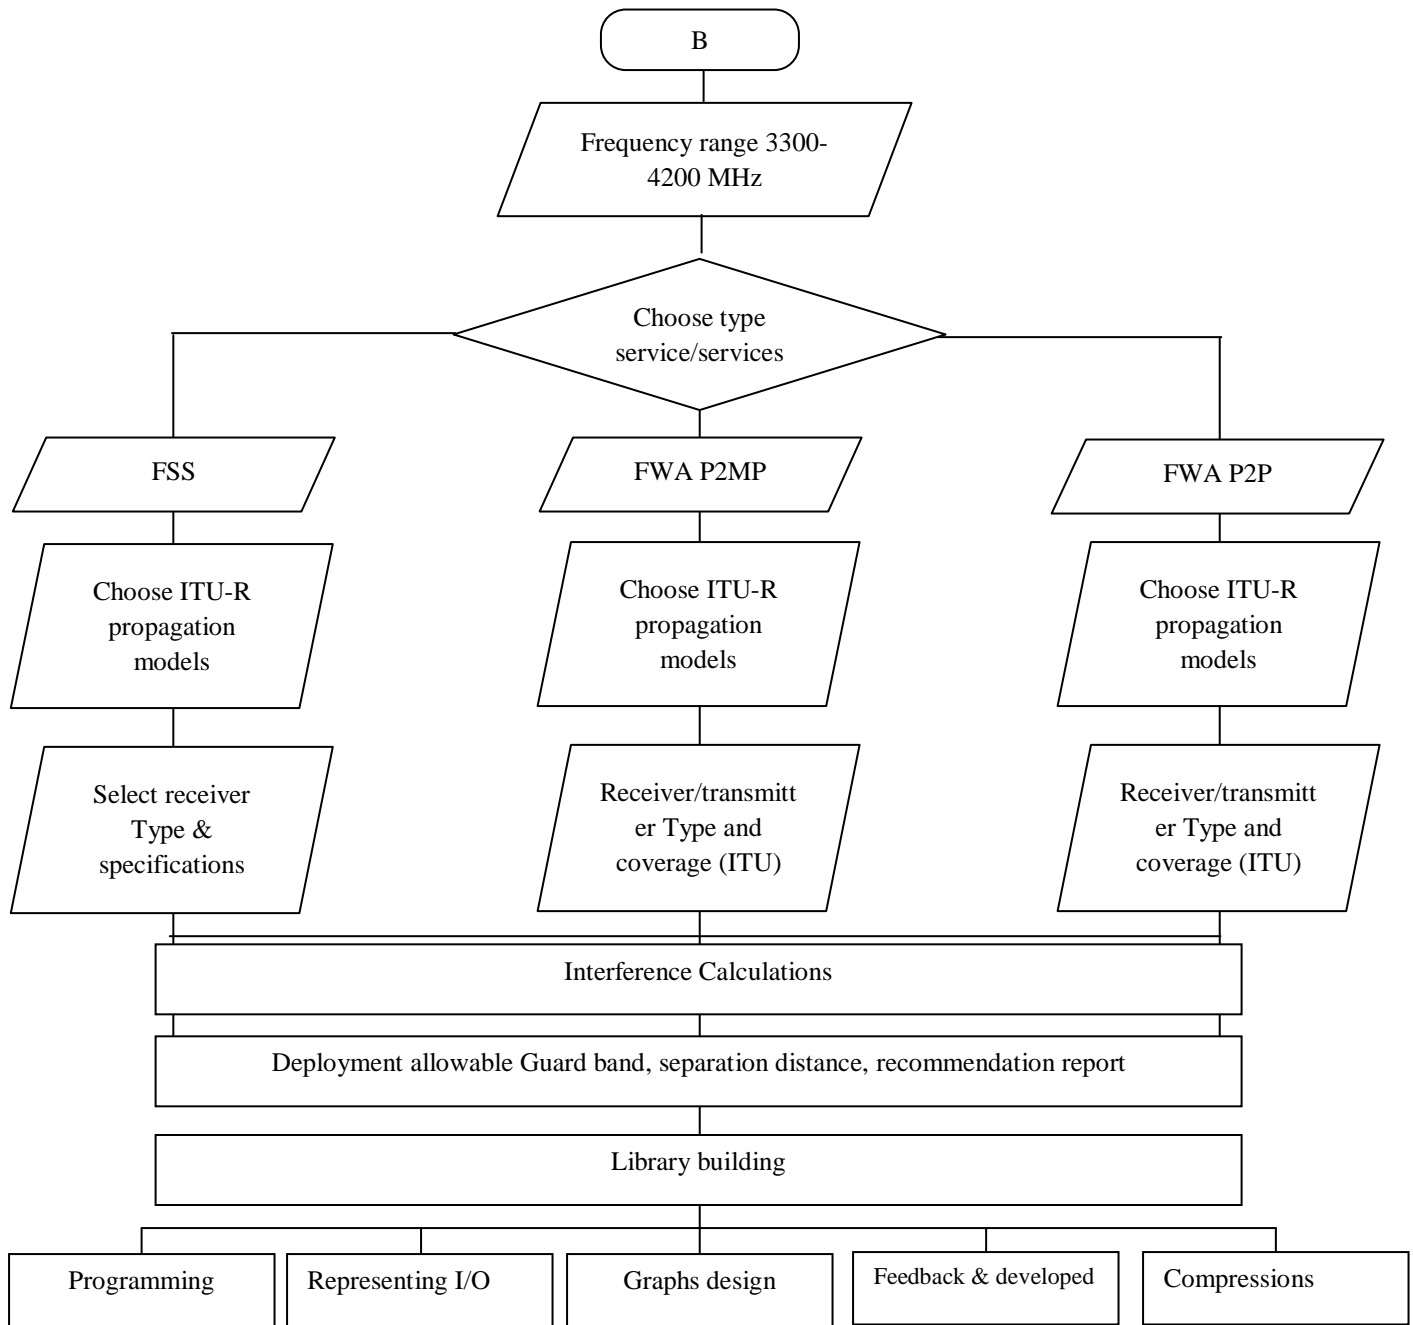 B
Frequency range 3300-
4200 MHz
Choose type
service/services
FSS
FWA P2MP
FWA P2P
Choose ITU-R
propagation
models
Choose ITU-R
propagation
models
Choose ITU-R
propagation
models
Select receiver
Type &
specifications
Receiver/transmitt
er Type and
coverage (ITU)
Receiver/transmitt
er Type and
coverage (ITU)
Interference Calculations
Deployment allowable Guard band, separation distance, recommendation report
Library building
Programming
Representing I/O
Graphs design
Feedback & developed
Compressions